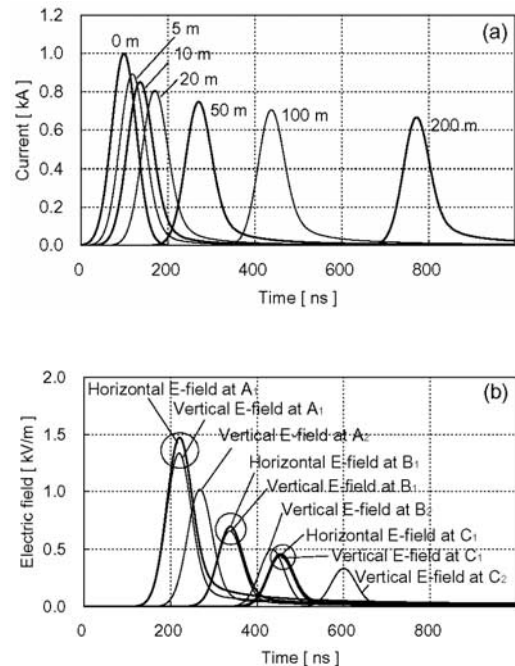 (a)
0 m
5 m
10 m
20 m
50 m
100 m
200 m
Current [ kA ]
1.2
1.0
0.8
0.6
0.4
0.2
0.0
0
200
400
600
800
Time [ ns ]
(b)
Horizontal E-field at A1
Vertical E-field at A1
Vertical E-field at A2
Horizontal E-field at B1
Vertical E-field at B1
Vertical E-field at B2
Horizontal E-field at C1
Vertical E-field at C1
Vertical E-field at C2
Electric field [ kV/m ]
2.0
1.5
1.0
0.5
0.0
0
200
400
600
800
Time [ ns ]